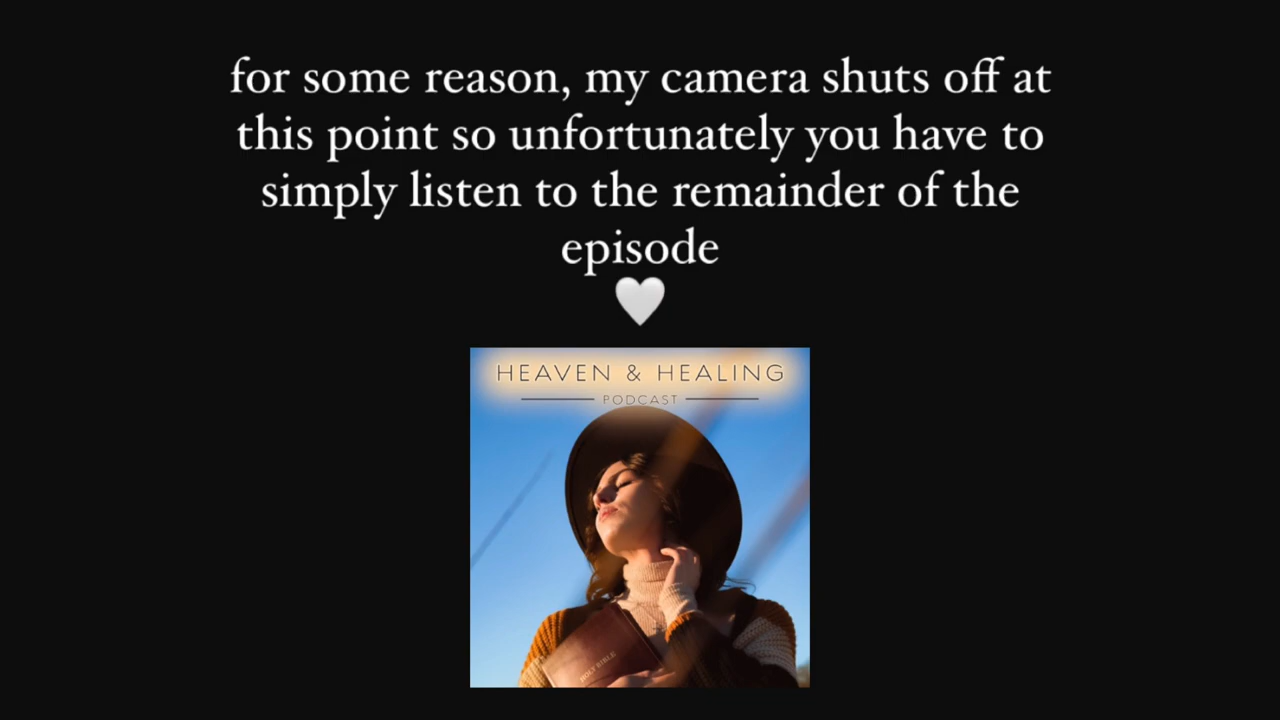 for some reason, my camera shuts off at
this point so unfortunately you have to
simply listen to the remainder of the
episode
🤍
HEAVEN & HEALING
PODCAST
HOLY BIBLE